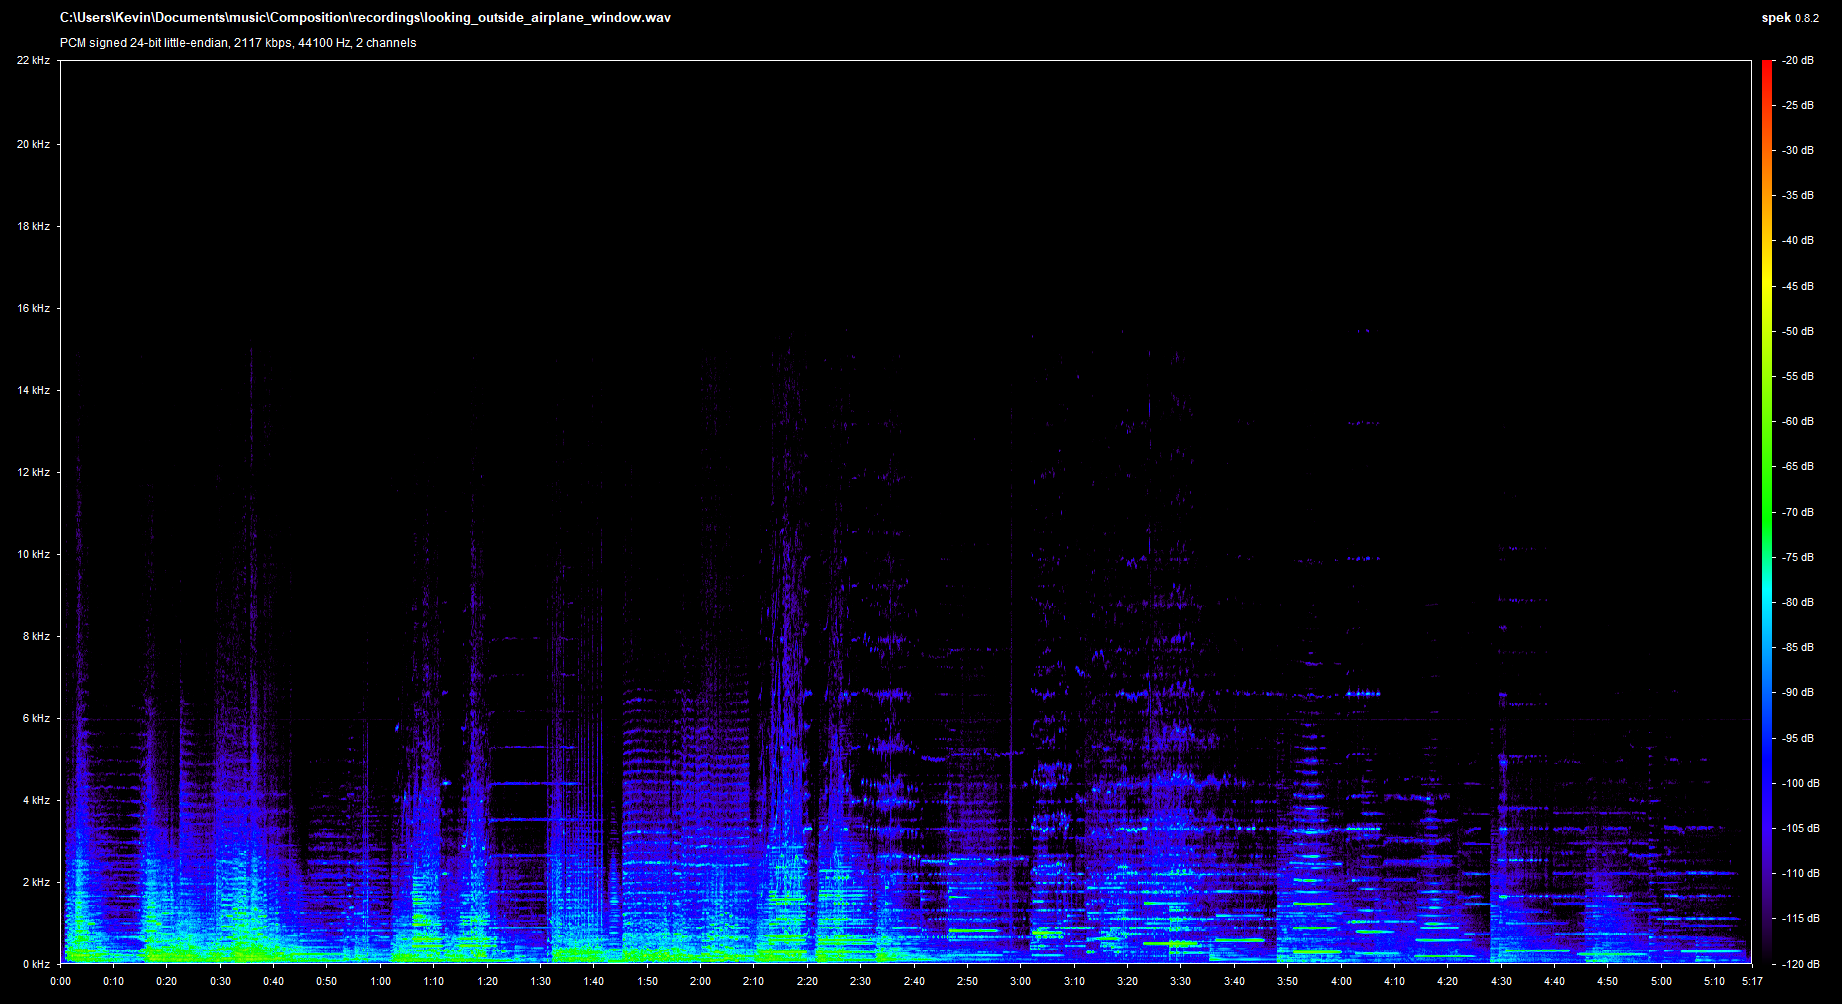 C:\Users\Kevin\Documents\music\Composition\recordings\looking_outside_airplane_window.wav
spek 0.8.2
PCM signed 24-bit little-endian, 2117 kbps, 44100 Hz, 2 channels
22 kHz
20 kHz
18 kHz
16 kHz
14 kHz
12 kHz
10 kHz
8 kHz
6 kHz
4 kHz
2 kHz
0 kHz
-20 dB
-25 dB
-30 dB
-35 dB
-40 dB
-45 dB
-50 dB
-55 dB
-60 dB
-65 dB
-70 dB
-75 dB
-80 dB
-85 dB
-90 dB
-95 dB
-100 dB
-105 dB
-110 dB
-115 dB
-120 dB
0:00 0:10 0:20 0:30 0:40 0:50 1:00 1:10 1:20 1:30 1:40 1:50 2:00 2:10 2:20 2:30 2:40 2:50 3:00 3:10 3:20 3:30 3:40 3:50 4:00 4:10 4:20 4:30 4:40 4:50 5:00 5:10 5:17